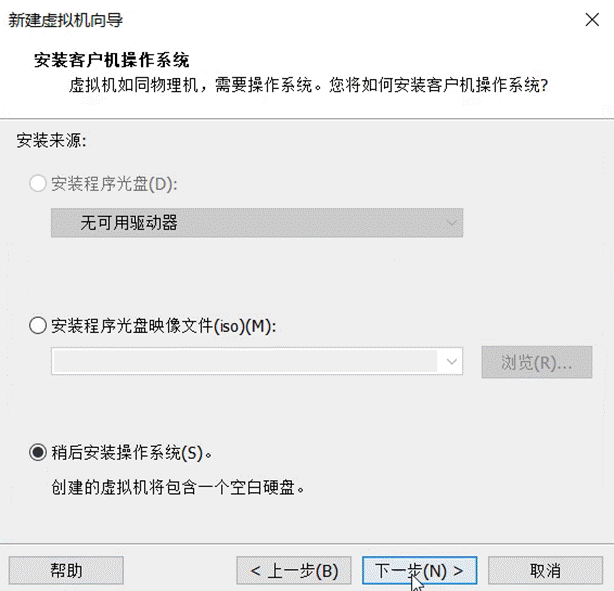 新建虚拟机向导
安装客户机操作系统
虚拟机如同物理机，需要操作系统。您将如何安装客户机操作系统?
安装来源:
安装程序光盘(D):
无可用驱动器
安装程序光盘映像文件(iso)(M):
浏览(R)...
稍后安装操作系统(S)。
创建的虚拟机将包含一个空白硬盘。
帮助
< 上一步(B)
下一步(N) >
取消